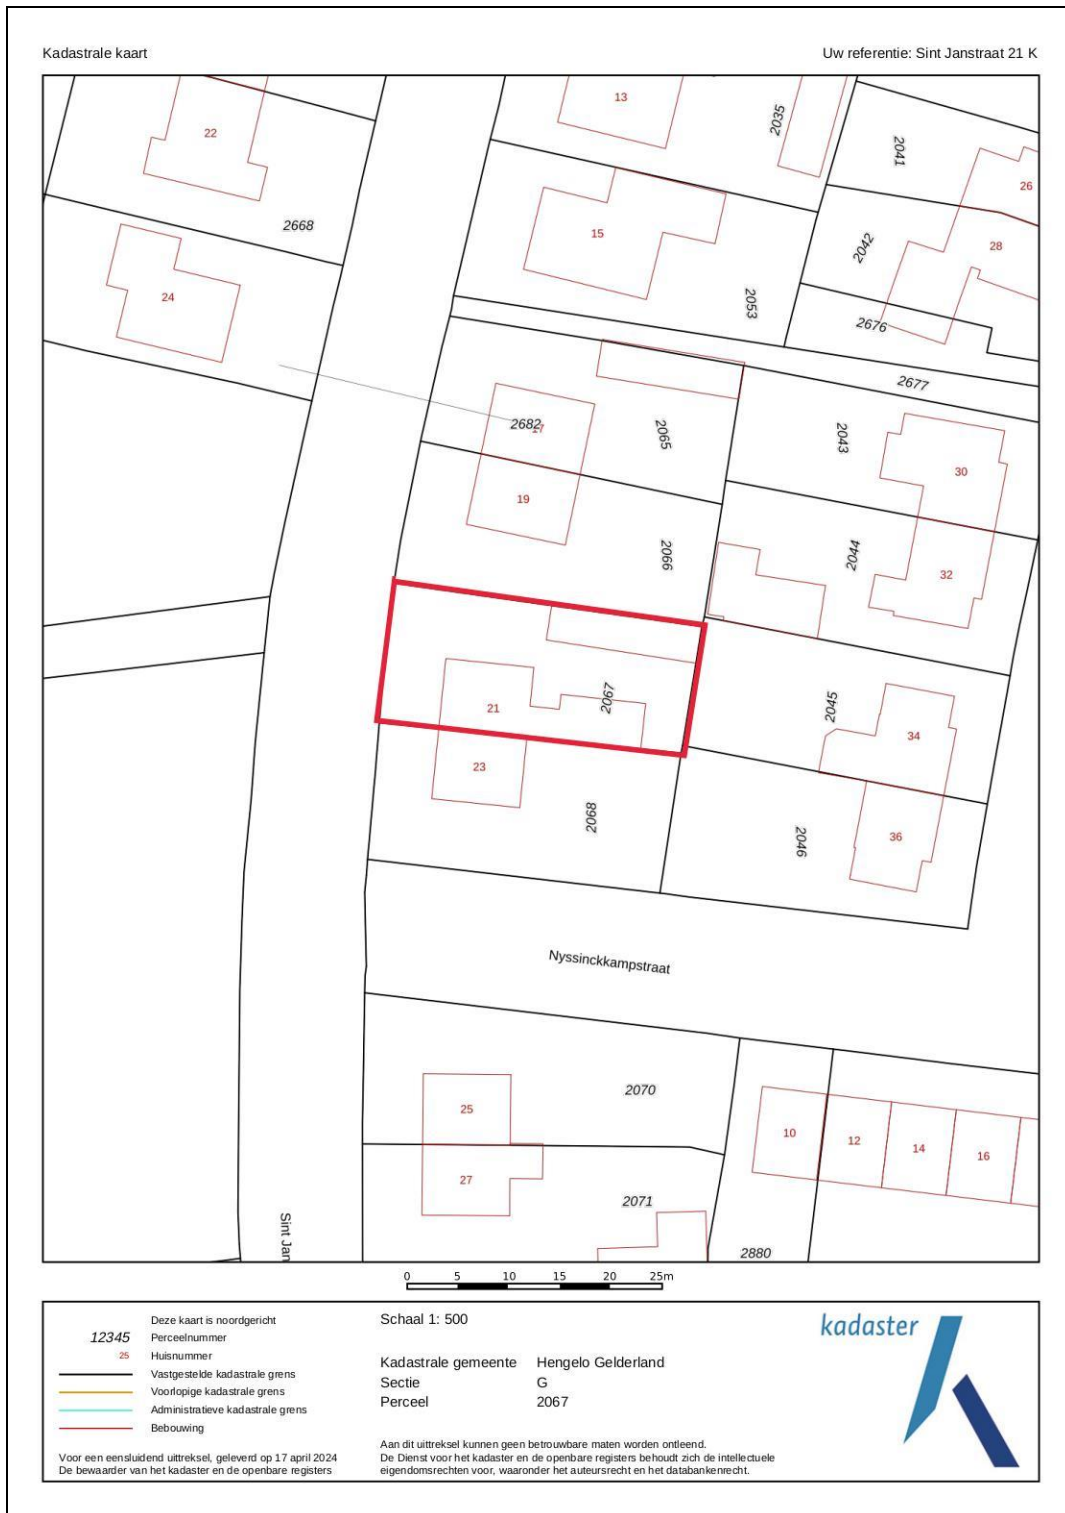 Kadastrale kaart
Uw referentie: Sint Janstraat 21 K
13
2035
22
2041
26
2668
15
2042
28
24
2053
2676
2677
2682
17
2065
2043
30
19
2066
2044
32
2067
21
2045
34
23
2068
2046
36
Nyssinckkampstraat
2070
25
10
12
14
16
27
2071
Sint Jan
2880
0 5 10 15 20 25m
Deze kaart is noordgericht
12345 Perceelnummer
25 Huisnummer
Vastgestelde kadastrale grens
Voorlopige kadastrale grens
Administratieve kadastrale grens
Bebouwing
Voor een eensluidend uittreksel, geleverd op 17 april 2024
De bewaarder van het kadaster en de openbare registers
Schaal 1: 500
Kadastrale gemeente Hengelo Gelderland
Sectie G
Perceel 2067
Aan dit uittreksel kunnen geen betrouwbare maten worden ontleend.
De Dienst voor het kadaster en de openbare registers behoudt zich de intellectuele
eigendomsrechten voor, waaronder het auteursrecht en het databankenrecht.
kadaster